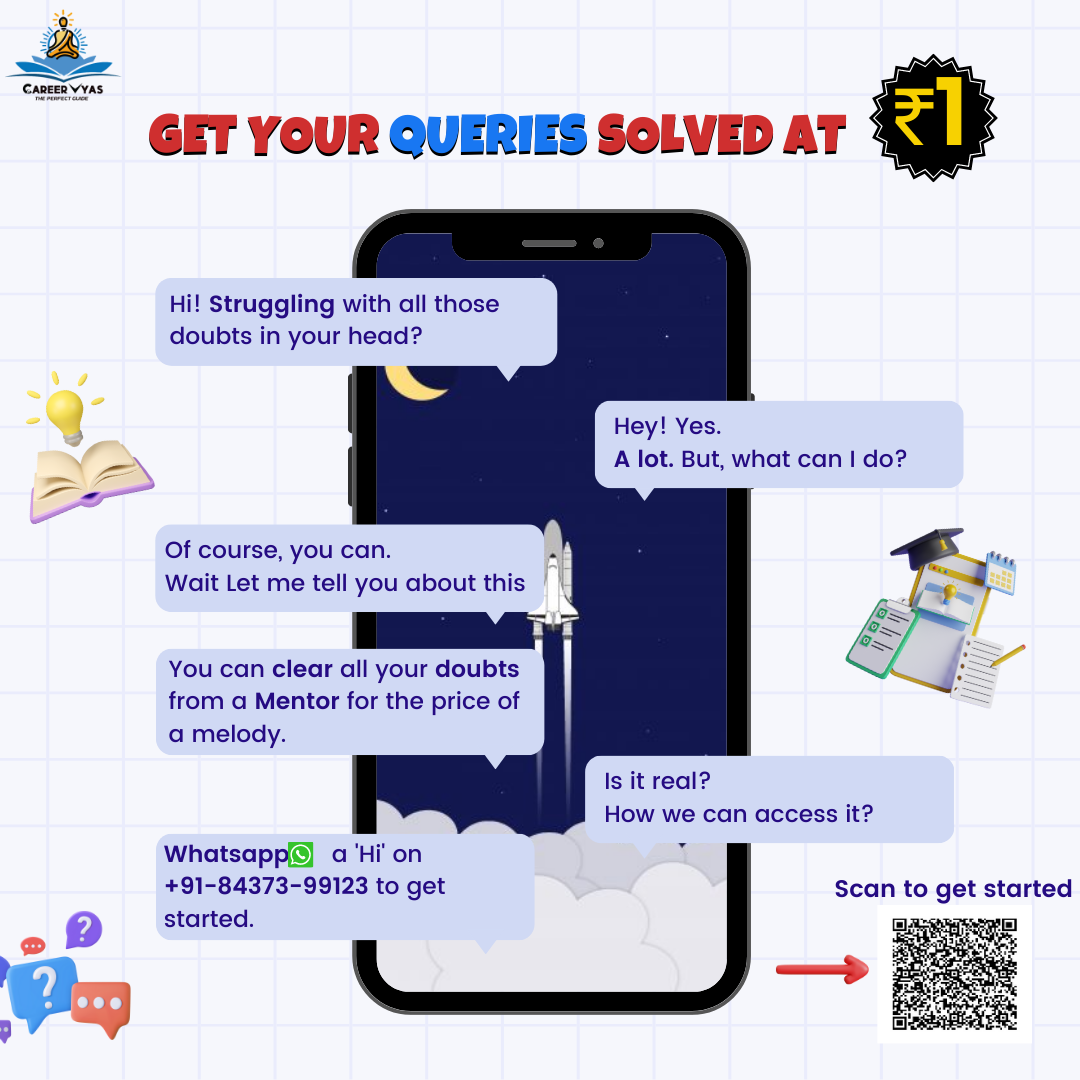 CAREER VYAS
THE PERFECT GUIDE
GET YOUR QUERIES SOLVED AT
₹1
Hi! Struggling with all those
doubts in your head?
Hey! Yes.
A lot. But, what can I do?
Of course, you can.
Wait Let me tell you about this
You can clear all your doubts
from a Mentor for the price of
a melody.
Is it real?
How we can access it?
Whatsapp a 'Hi' on
+91-84373-99123 to get
started.
Scan to get started